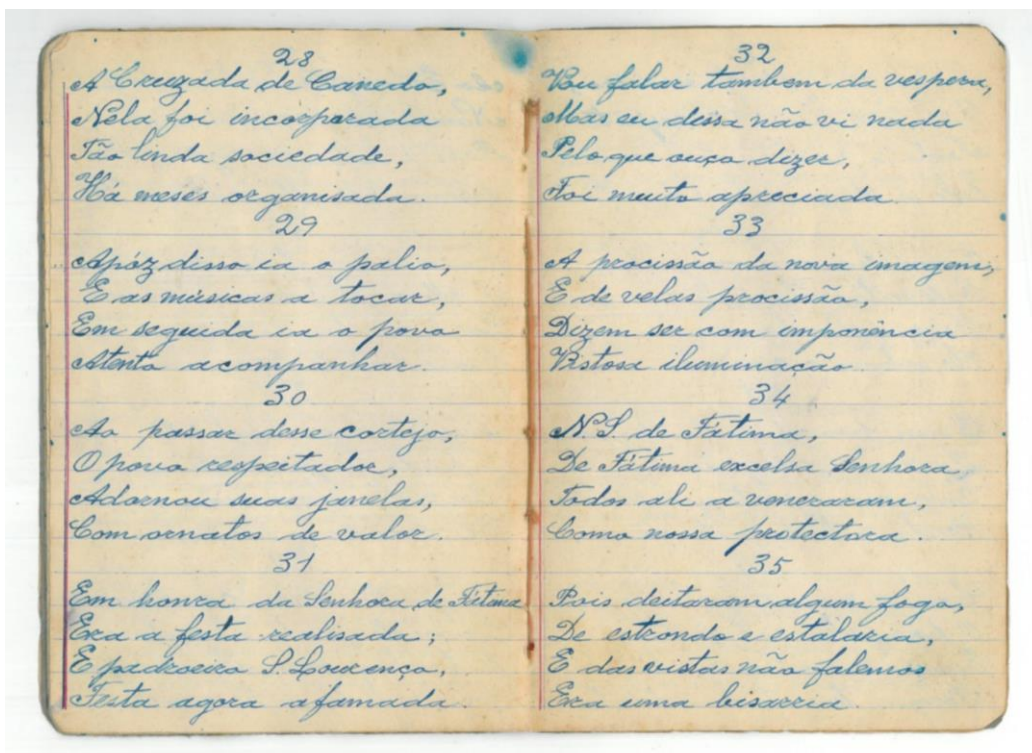 28
A Cruzada de Canedo,
Nela foi incorporada
Tão linda sociedade,
Há meses organisada.
29
Apóz disso ia o palio,
E as músicas a tocar,
Em seguida ia o povo
Atento acompanhar.
30
Ao passar desse cortejo,
O povo respeitador,
Adornou suas janelas,
Com ornatos de valor.
31
Em honra da Senhora de Fátima
Era a festa realisada;
E padroeiro S. Lourenço,
Festa agora afamada.
32
Vou falar tambem da vespera,
Mas eu dessa não vi nada
Pelo que ouço dizer,
Foi muito apreciada.
33
A procissão da nova imagem,
E de velas procissão,
Dizem ser com imponência
Vistosa iluminação.
34
N. S. de Fátima,
De Fátima excelsa Senhora,
Todos ali a veneraram,
Como nossa protectora.
35
Pois deitaram algum fogo,
De estrondo e estalaria,
E das vistas não falemos
Era uma bisarria.